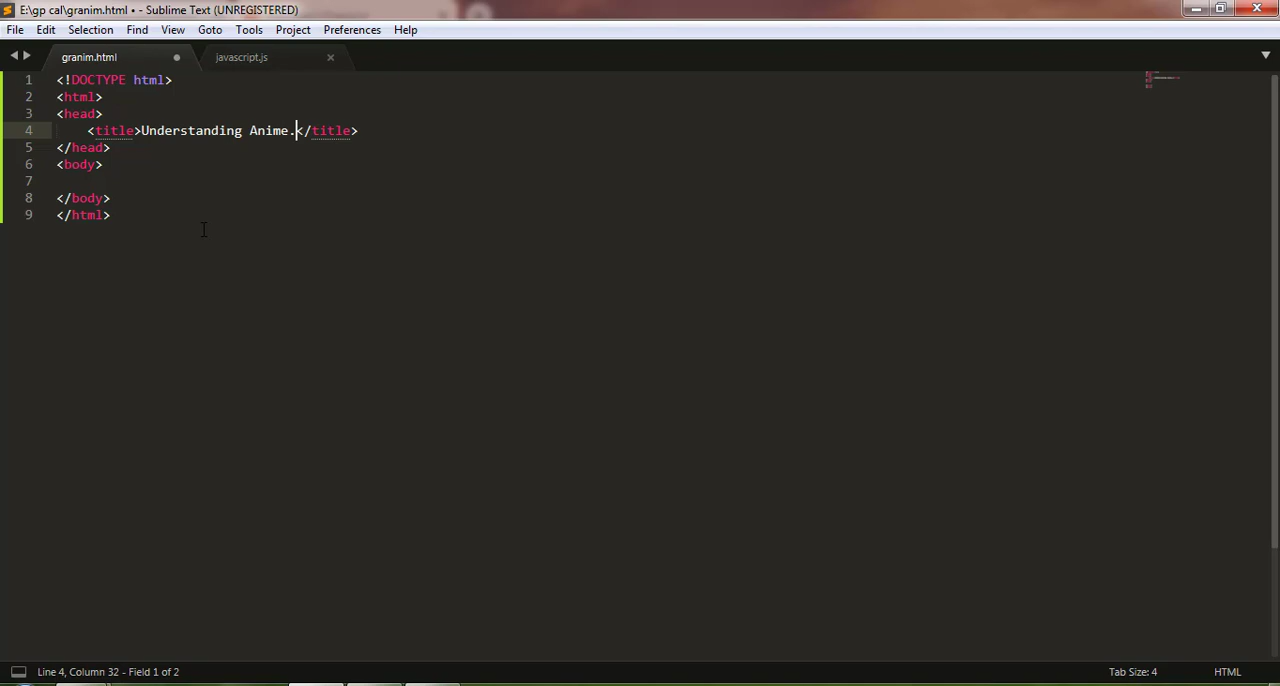 E:\gp cal\granim.html • - Sublime Text (UNREGISTERED)
File Edit Selection Find View Goto Tools Project Preferences Help
granim.html javascript.js
1 <!DOCTYPE html>
2 <html>
3 <head>
4 <title>Understanding Anime.</title>
5 </head>
6 <body>
7
8 </body>
9 </html>
Line 4, Column 32 - Field 1 of 2 Tab Size: 4 HTML